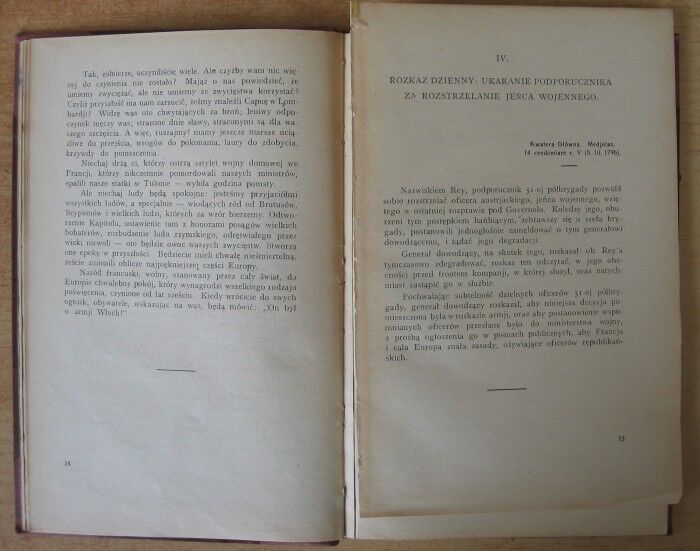 Tak, żołnierze, uczyniliście wiele. Ale czyżby wam nic wię-
cej do czynienia nie zostało? Mająż o nas powiedzieć, że
umiemy zwyciężać, ale nie umiemy ze zwycięstwa korzystać?
Czyli przyszłość ma nam zarzucić, żeśmy znaleźli Capuę w Lom-
bardji? Widzę was oto chwytających za broń; leniwy odpo-
czynek męczy was; stracone dnie sławy, straconymi są dla wa-
szego szczęścia. A więc, ruszajmy! mamy jeszcze marsze uciąż-
liwe do przejścia, wrogów do pokonania, laury do zdobycia,
krzywdy do pomszczenia.
Niechaj drżą ci, którzy ostrzą sztylet wojny domowej we
Francji, którzy nikczemnie pomordowali naszych ministrów,
spalili nasze statki w Tulonie — wybiła godzina pomsty.
Ale niechaj ludy będą spokojne: jesteśmy przyjaciółmi
wszystkich ludów, a specjalnie — wiodących ród od Brutusów,
Scypionów i wielkich ludzi, których za wzór bierzemy. Odtwo-
rzenie Kapitolu, ustawienie tam z honorami posągów wielkich
bohaterów, rozbudzenie ludu rzymskiego, odrętwiałego przez
wieki niewoli — oto będzie owoc waszych zwycięstw. Stworzą
one epokę w przyszłości. Będziecie mieli chwałę nieśmiertelną,
żeście zmienili oblicze najpiękniejszej części Europy.
Naród francuski, wolny, szanowany przez cały świat, da
Europie chwalebny pokój, który wynagrodzi wszelkiego rodzaju
poświęcenia, czynione od lat sześciu. Kiedy wrócicie do swych
ognisk, obywatele, wskazując na was, będą mówić: „On był
w armji Włoch!"
14
IV.
ROZKAZ DZIENNY: UKARANIE PODPORUCZNIKA
ZA ROZSTRZELANIE JEŃCA WOJENNEGO.
Kwatera Główna. Medjolan.
14 vendémiare r. V (5. 10. 1796).
Nazwiskiem Rey, podporucznik 51-ej półbrygady pozwolił
sobie rozstrzelać oficera austrjackiego, jeńca wojennego, wzię-
tego w ostatniej rozprawie pod Governolo. Koledzy jego, obu-
rzeni tym postępkiem hańbiącym, zebrawszy się u szefa bry-
gady, postanowili jednogłośnie zameldować o tym generałowi
dowodzącemu, i żądać jego degradacji.
Generał dowodzący, na skutek tego, rozkazał ob. Rey'a
tymczasowo zdegradować, rozkaz ten odczytać, w jego obe-
cności przed frontem kompanji, w której służył, oraz natych-
miast zastąpić go w służbie.
Pochwalając subtelność dzielnych oficerów 51-ej półbry-
gady, generał dowodzący rozkazał, aby niniejsza decyzja po-
mieszczona była w rozkazie armji, oraz aby postanowienie wspo-
mnianych oficerów przesłane było do ministerstwa wojny,
z prośbą ogłoszenia go w pismach publicznych, aby Francja
i cała Europa znała zasady, ożywiające oficerów republikań-
skich.
15